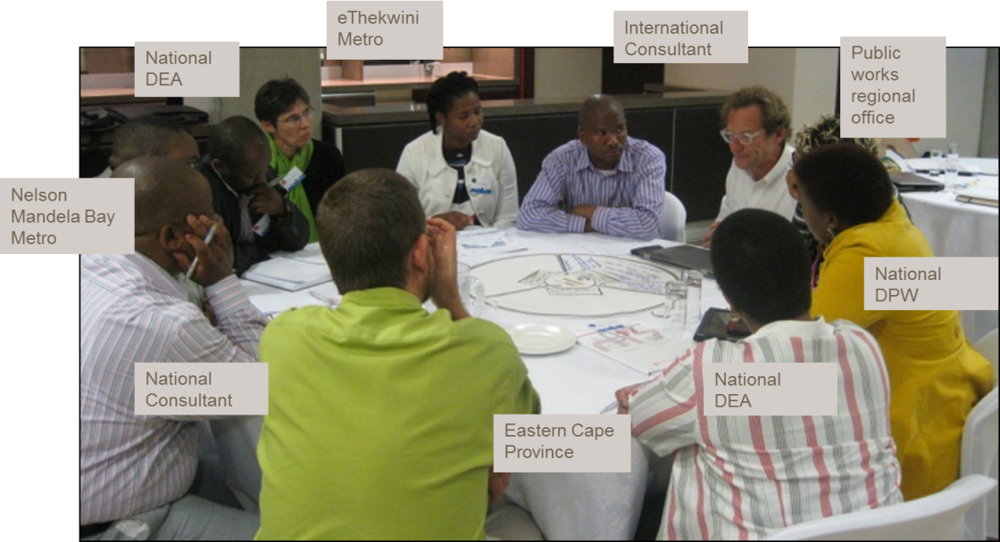 eThekwini
Metro
International
Consultant
National
DEA
Public
works
regional
office
Nelson
Mandela Bay
Metro
National
DPW
National
Consultant
National
DEA
Eastern Cape
Province